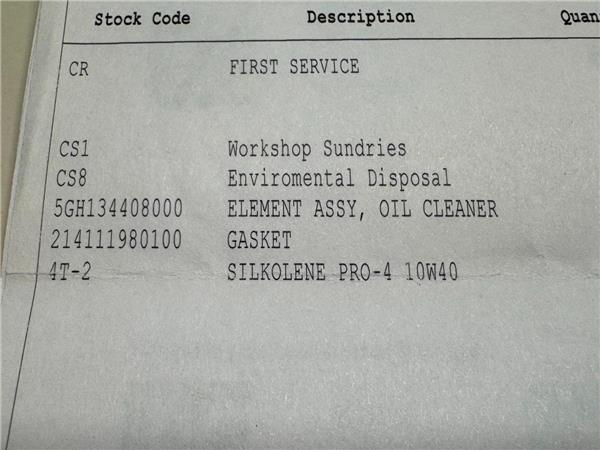 Stock Code Description Quan
CR FIRST SERVICE
CS1 Workshop Sundries
CS8 Enviromental Disposal
5GH134408000 ELEMENT ASSY, OIL CLEANER
214111980100 GASKET
4T-2 SILKOLENE PRO-4 10W40